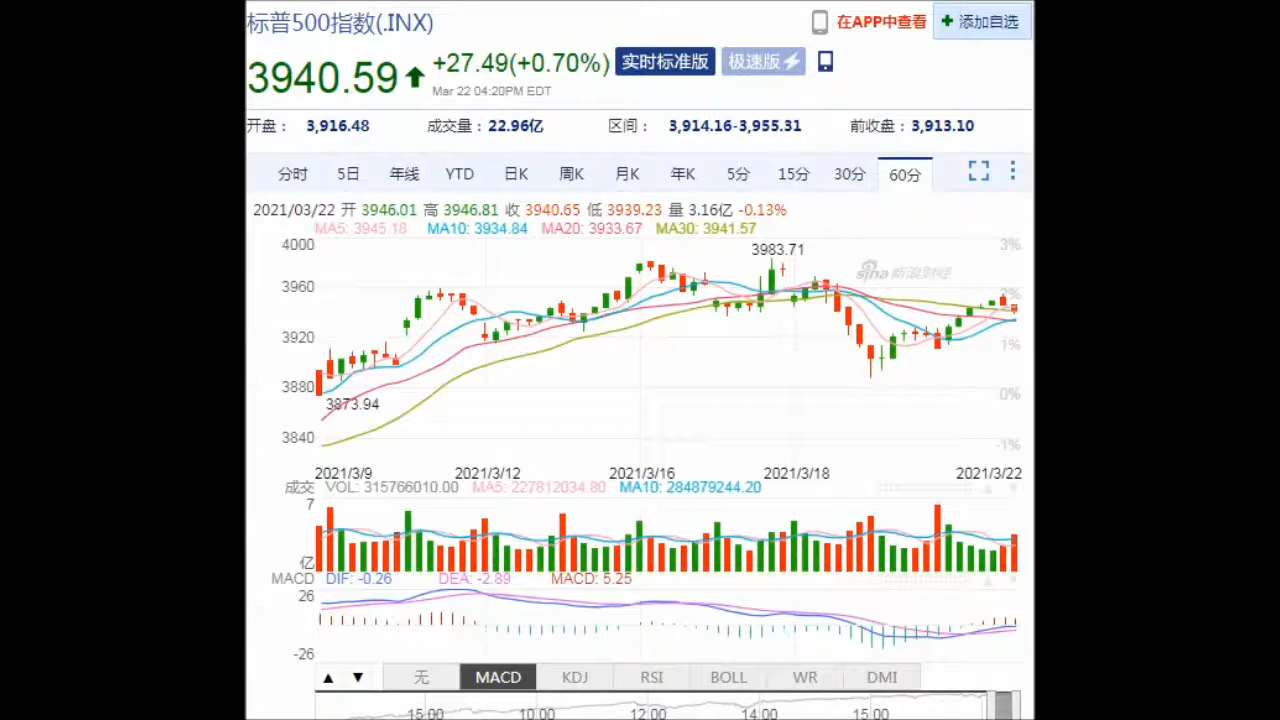 标普500指数(.INX)
在APP中查看
添加自选
3940.59
+27.49(+0.70%)
实时标准版
极速版
Mar 22 04:20PM EDT
开盘： 3,916.48 成交量：22.96亿 区间： 3,914.16-3,955.31 前收盘：3,913.10
分时 5日 年线 YTD 日K 周K 月K 年K 5分 15分 30分 60分
2021/03/22 开 3946.01 高 3946.81 收 3940.65 低 3939.23 量 3.16亿 -0.13%
MA5: 3945.18 MA10: 3934.84 MA20: 3933.67 MA30: 3941.57
4000 3983.71 3%
sina 新浪财经
3960 2%
3920 1%
3880 0%
3873.94
3840 -1%
2021/3/9 2021/3/12 2021/3/16 2021/3/18 2021/3/22
成交 VOL: 315766010.00 MA5: 227812034.80 MA10: 284879244.20
7
亿
MACD DIF: -0.26 DEA: -2.89 MACD: 5.25
26
-26
▲ ▼ 无 MACD KDJ RSI BOLL WR DMI
15:00 10:00 12:00 14:00 15:00